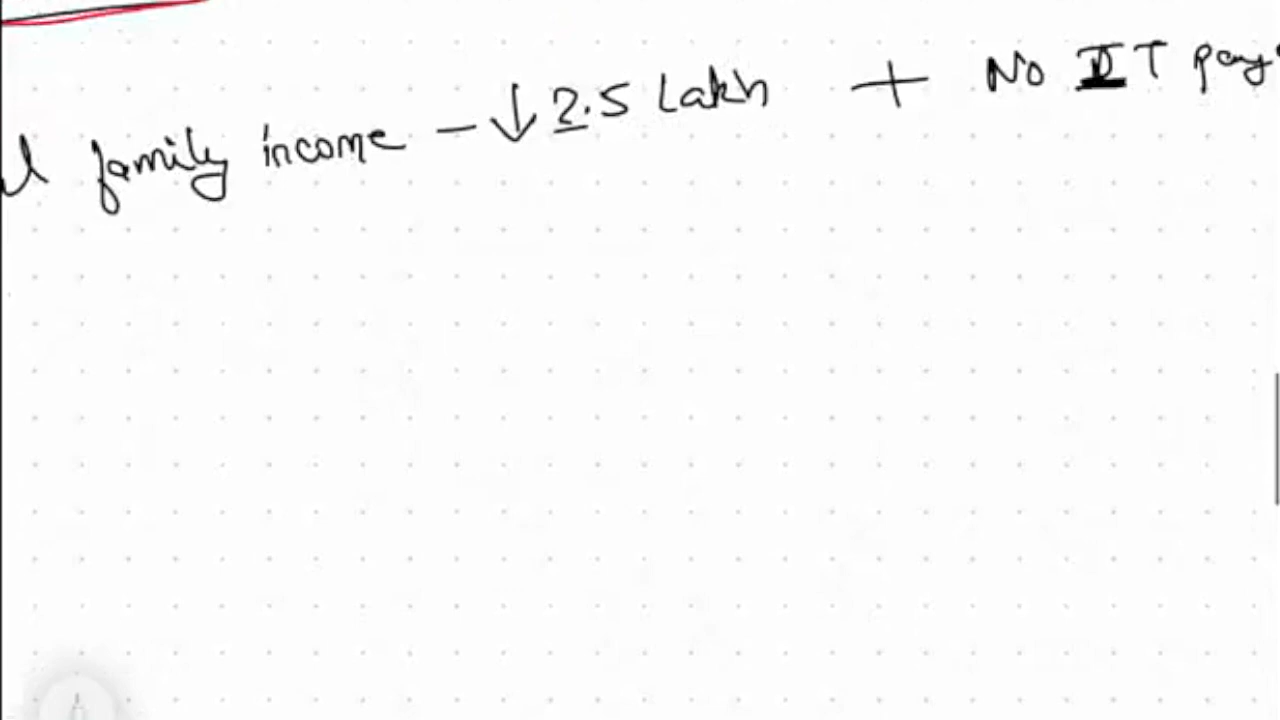 family income - ↓ 2.5 Lakh + No IT